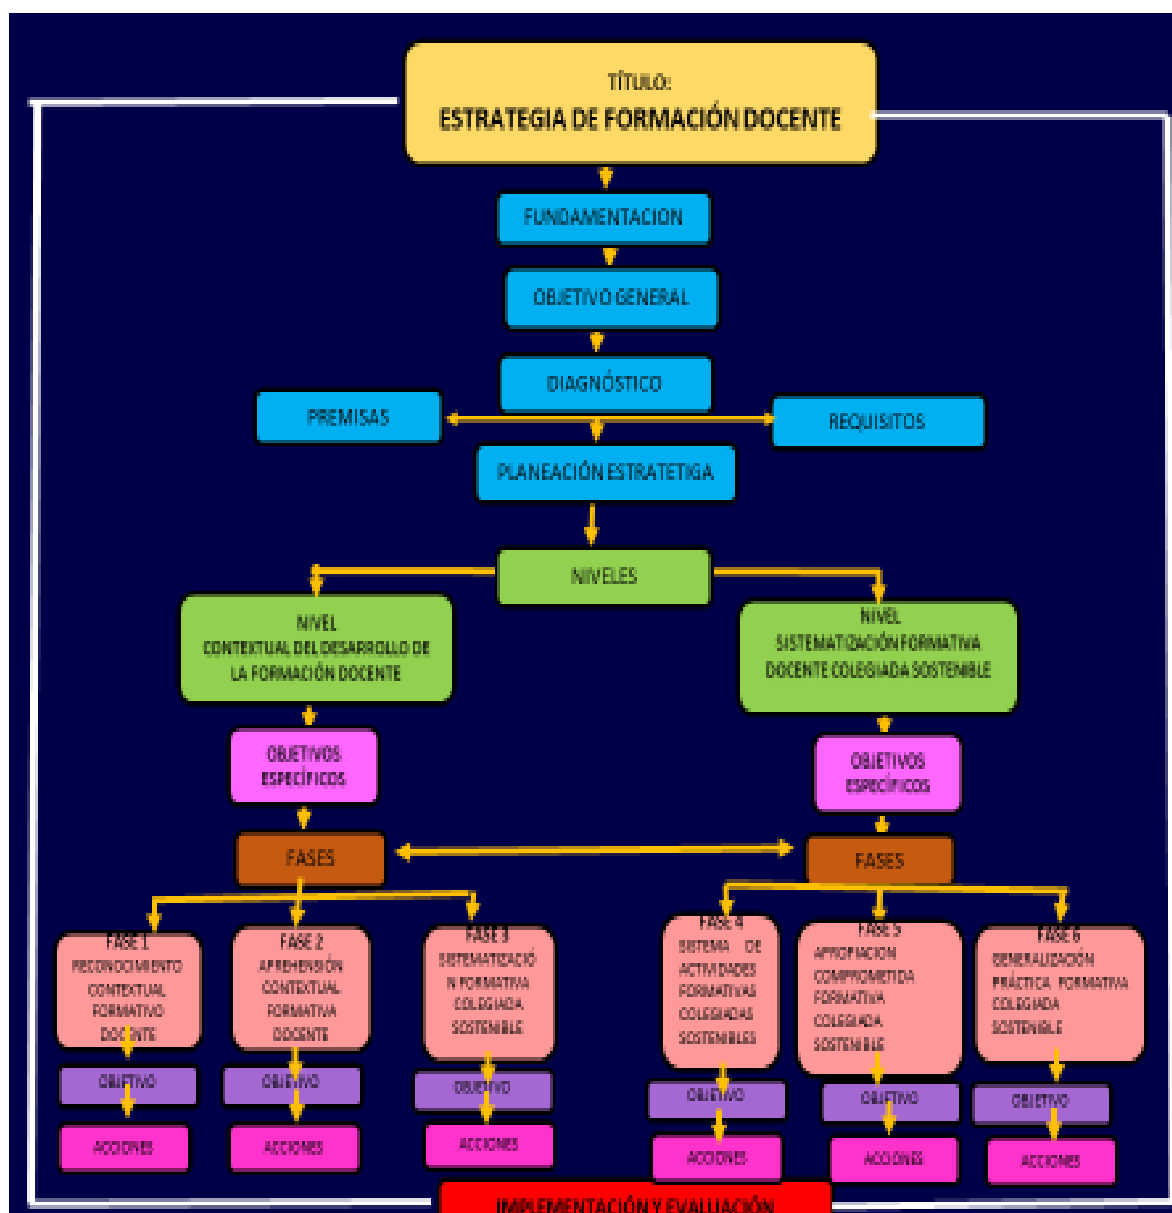 TÍTULO:
ESTRATEGIA DE FORMACIÓN DOCENTE
FUNDAMENTACION
OBJETIVO GENERAL
DIAGNÓSTICO
PREMISAS
REQUISITOS
PLANEACIÓN ESTRATETIGA
NIVELES
NIVEL
CONTEXTUAL DEL DESARROLLO DE
LA FORMACIÓN DOCENTE
NIVEL
SISTEMATIZACIÓN FORMATIVA
DOCENTE COLEGIADA SOSTENIBLE
OBJETIVOS
ESPECÍFICOS
OBJETIVOS
ESPECÍFICOS
FASES
FASES
FASE 1
RECONOCIMIENTO
CONTEXTUAL
FORMATIVO
DOCENTE
FASE 2
APREHENSIÓN
CONTEXTUAL
FORMATIVA
DOCENTE
FASE 3
SISTEMATIZACIÓ
N FORMATIVA
COLEGIADA
SOSTENIBLE
FASE 4
SISTEMA DE
ACTIVIDADES
FORMATIVAS
COLEGIADAS
SOSTENIBLES
FASE 5
APROPIACION
COMPROMETIDA
FORMATIVA
COLEGIADA
SOSTENIBLE
FASE 6
GENERALIZACIÓN
PRÁCTICA FORMATIVA
COLEGIADA
SOSTENIBLE
OBJETIVO
OBJETIVO
OBJETIVO
OBJETIVO
OBJETIVO
OBJETIVO
ACCIONES
ACCIONES
ACCIONES
ACCIONES
ACCIONES
ACCIONES
IMPLEMENTACIÓN Y EVALUACIÓN